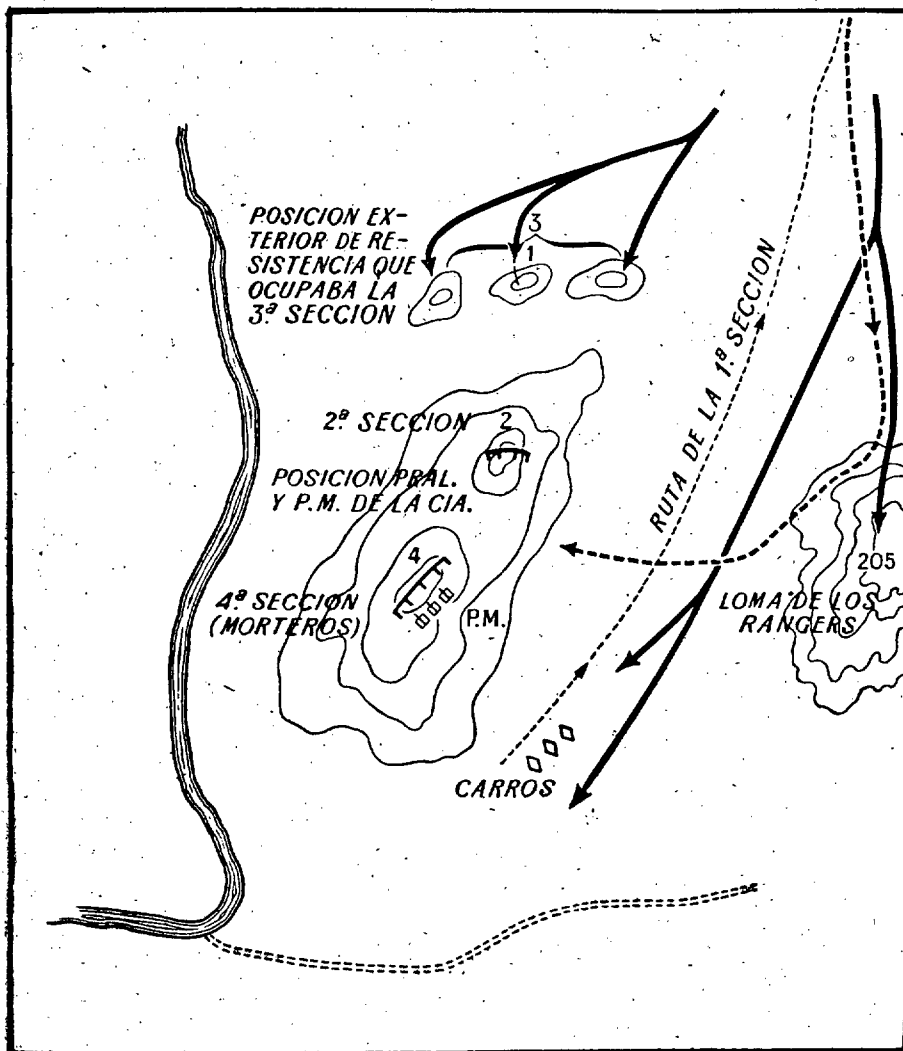 POSICION EX-
TERIOR DE RE-
SISTENCIA QUE
OCUPABA LA
3ª SECCION
3
1
2ª SECCION
2
POSICION PRAL.
Y P.M. DE LA CIA.
4
4ª SECCION
(MORTEROS)
P.M.
RUTA DE LA 1ª SECCION
205
LOMA DE LOS
RANGERS
CARROS